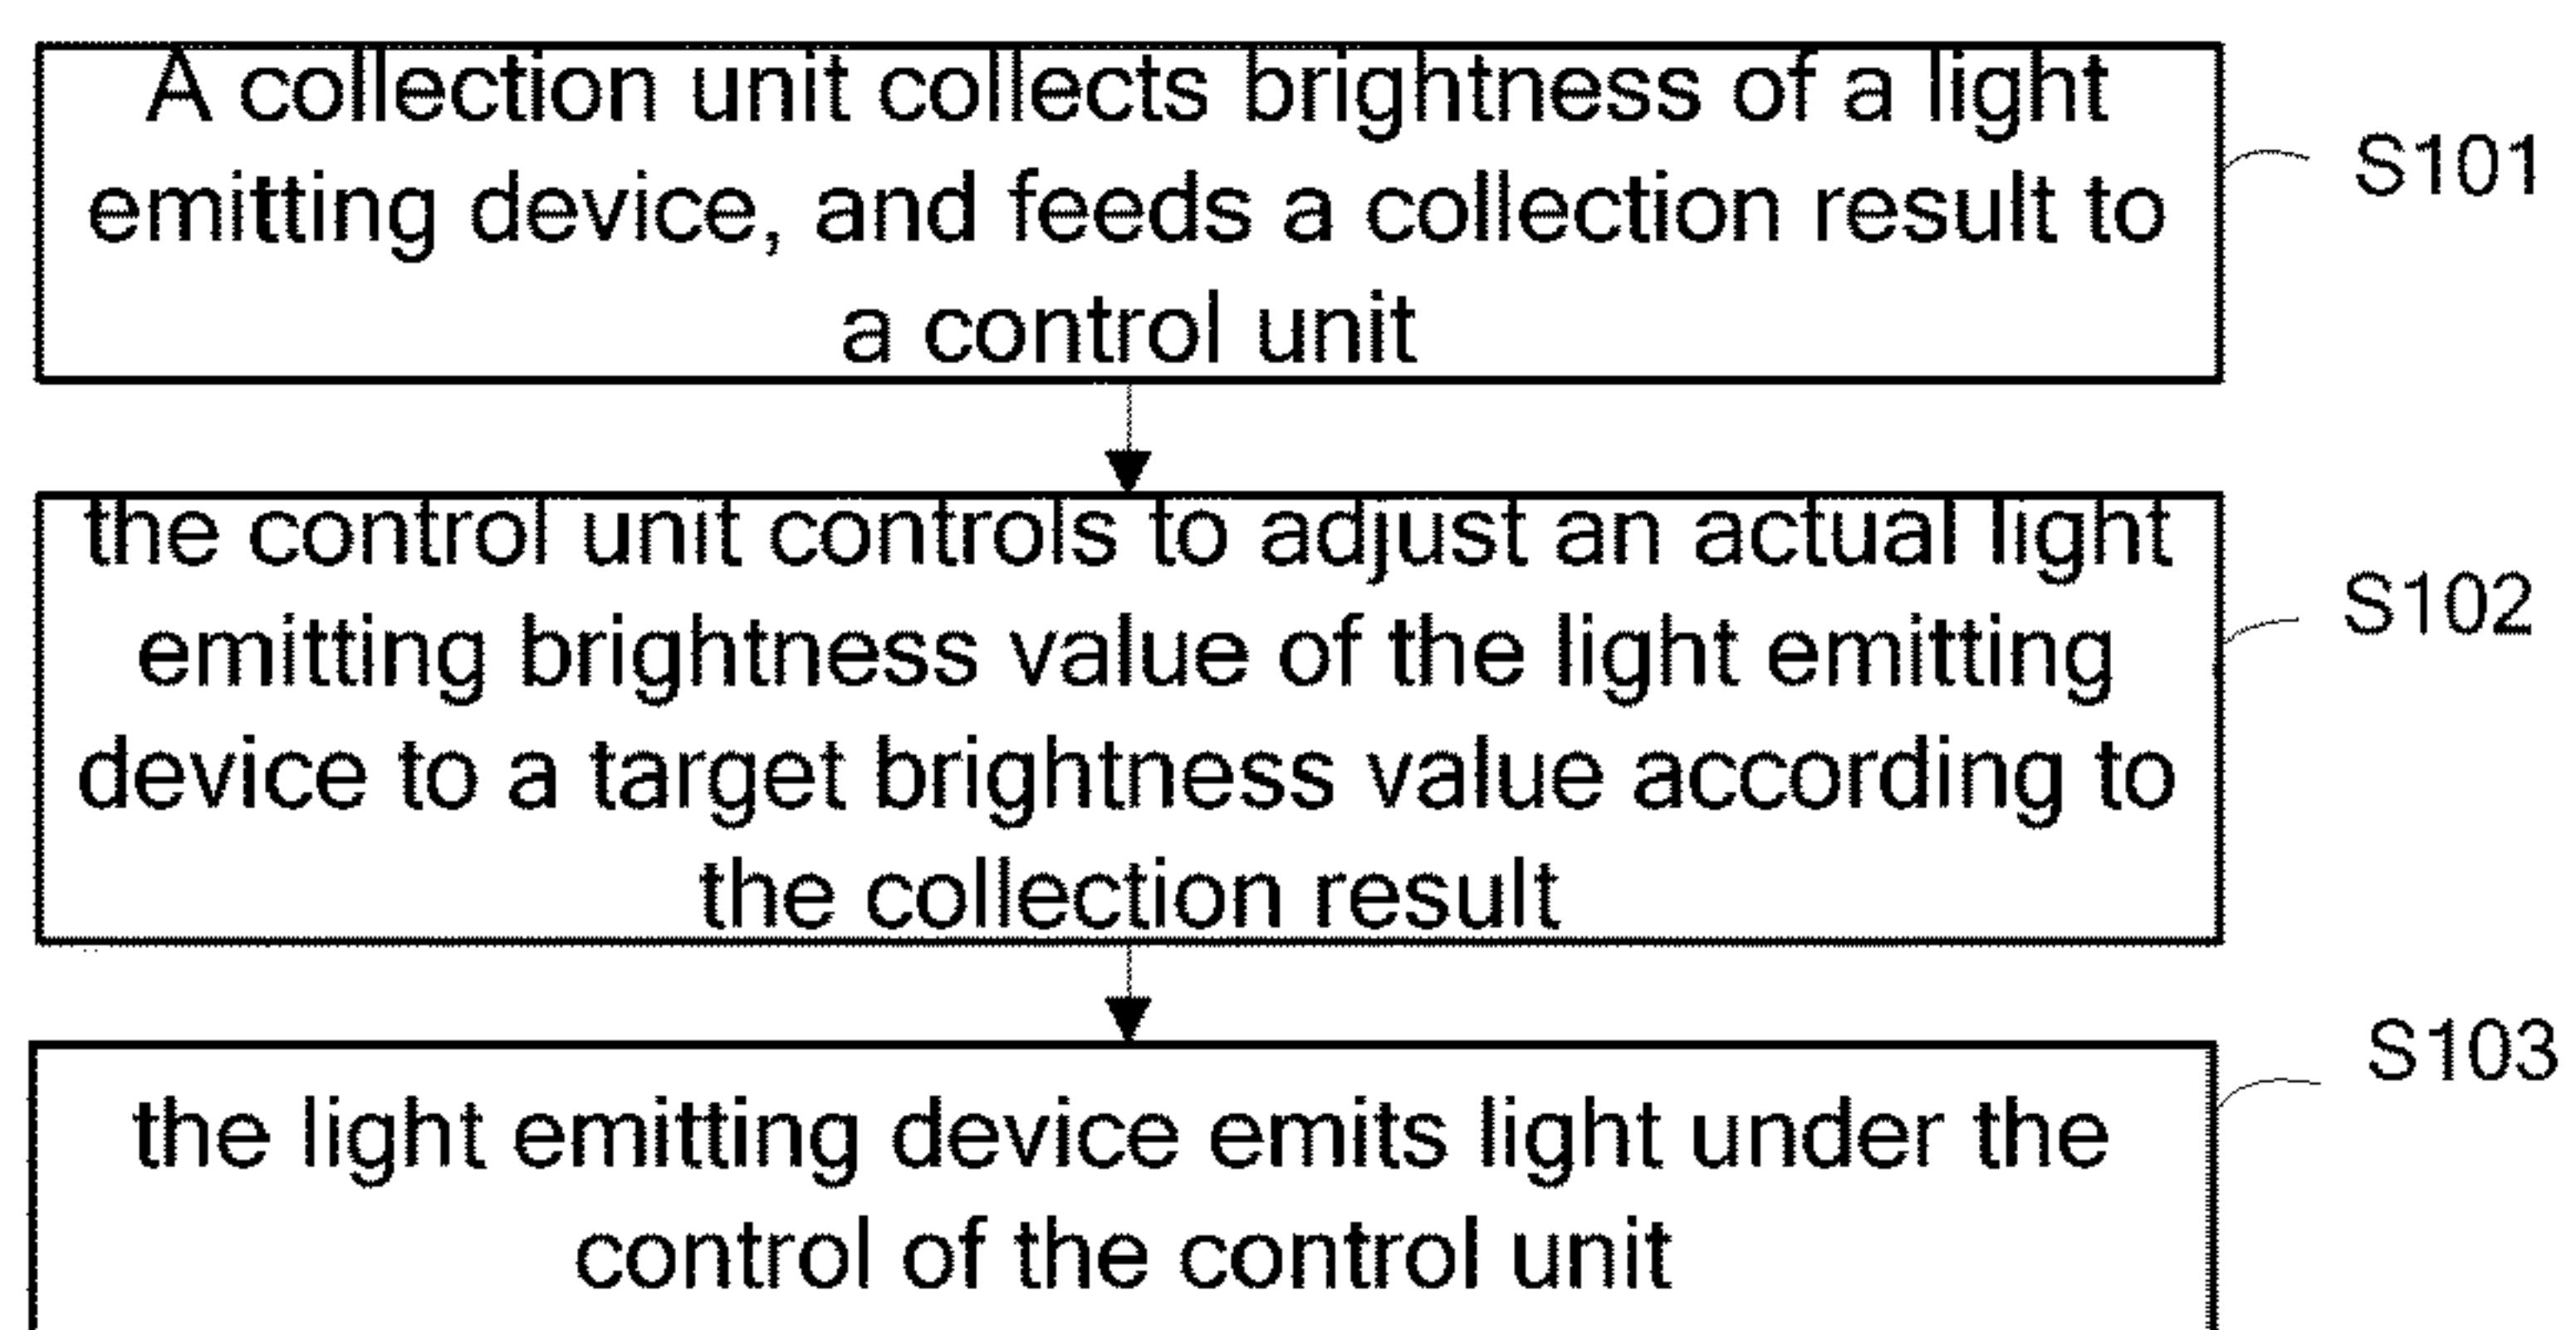 A collection unit collects brightness of a light
emitting device, and feeds a collection result to
a control unit
S101
the control unit controls to adjust an actual light
emitting brightness value of the light emitting
device to a target brightness value according to
the collection result
S102
the light emitting device emits light under the
control of the control unit
S103